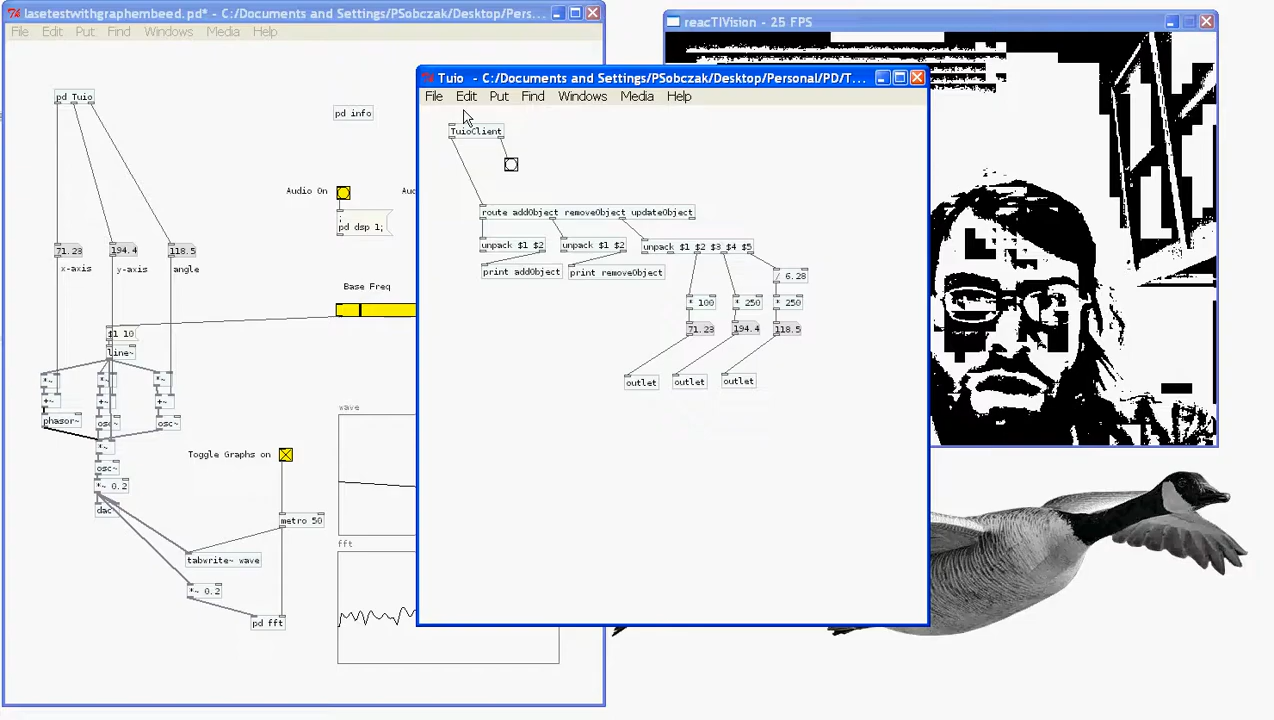 lasetestwithgraphembeed.pd* - C:/Documents and Settings/PSobczak/Desktop/Pers...
File Edit Put Find Windows Media Help
pd Tuio
pd info
Audio On
;
pd dsp 1;
71.23
194.4
118.5
x-axis
y-axis
angle
Base Freq
$1 10
line~
*~
*~
+~
+~
+~
phasor~
osc~
osc~
*~
osc~
*~ 0.2
dac
wave
Toggle Graphs on
metro 50
fft
tabwrite~ wave
*~ 0.2
pd fft
Tuio - C:/Documents and Settings/PSobczak/Desktop/Personal/PD/T...
File Edit Put Find Windows Media Help
TuioClient
route addObject removeObject updateObject
unpack $1 $2
unpack $1 $2
unpack $1 $2 $3 $4 $5
print addObject
print removeObject
/ 6.28
* 100
* 250
* 250
71.23
194.4
118.5
outlet
outlet
outlet
reacTIVision - 25 FPS